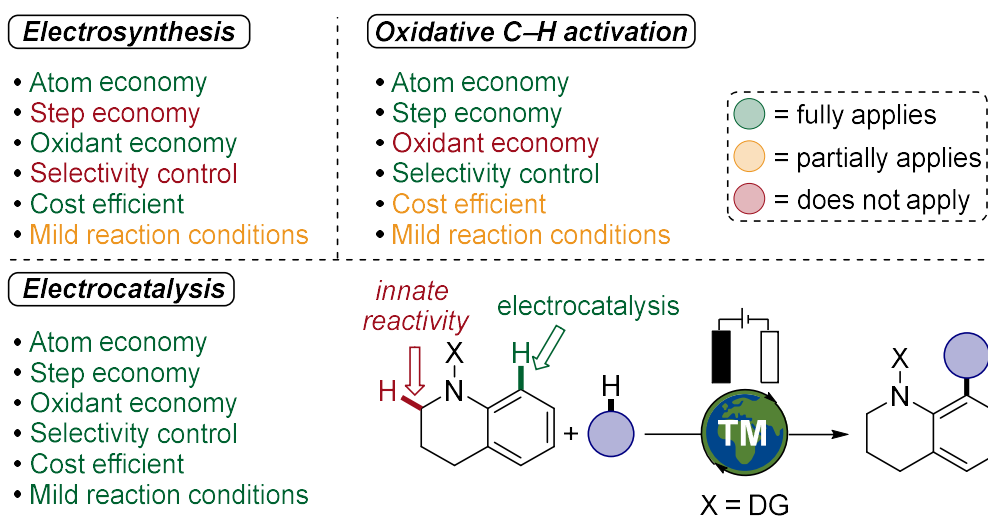 Electrosynthesis
• Atom economy
• Step economy
• Oxidant economy
• Selectivity control
• Cost efficient
• Mild reaction conditions
Oxidative C–H activation
• Atom economy
• Step economy
• Oxidant economy
• Selectivity control
• Cost efficient
• Mild reaction conditions
= fully applies
= partially applies
= does not apply
Electrocatalysis
• Atom economy
• Step economy
• Oxidant economy
• Selectivity control
• Cost efficient
• Mild reaction conditions
innate
reactivity
electrocatalysis
X
H
H
N
+
H
TM
X = DG
X
N